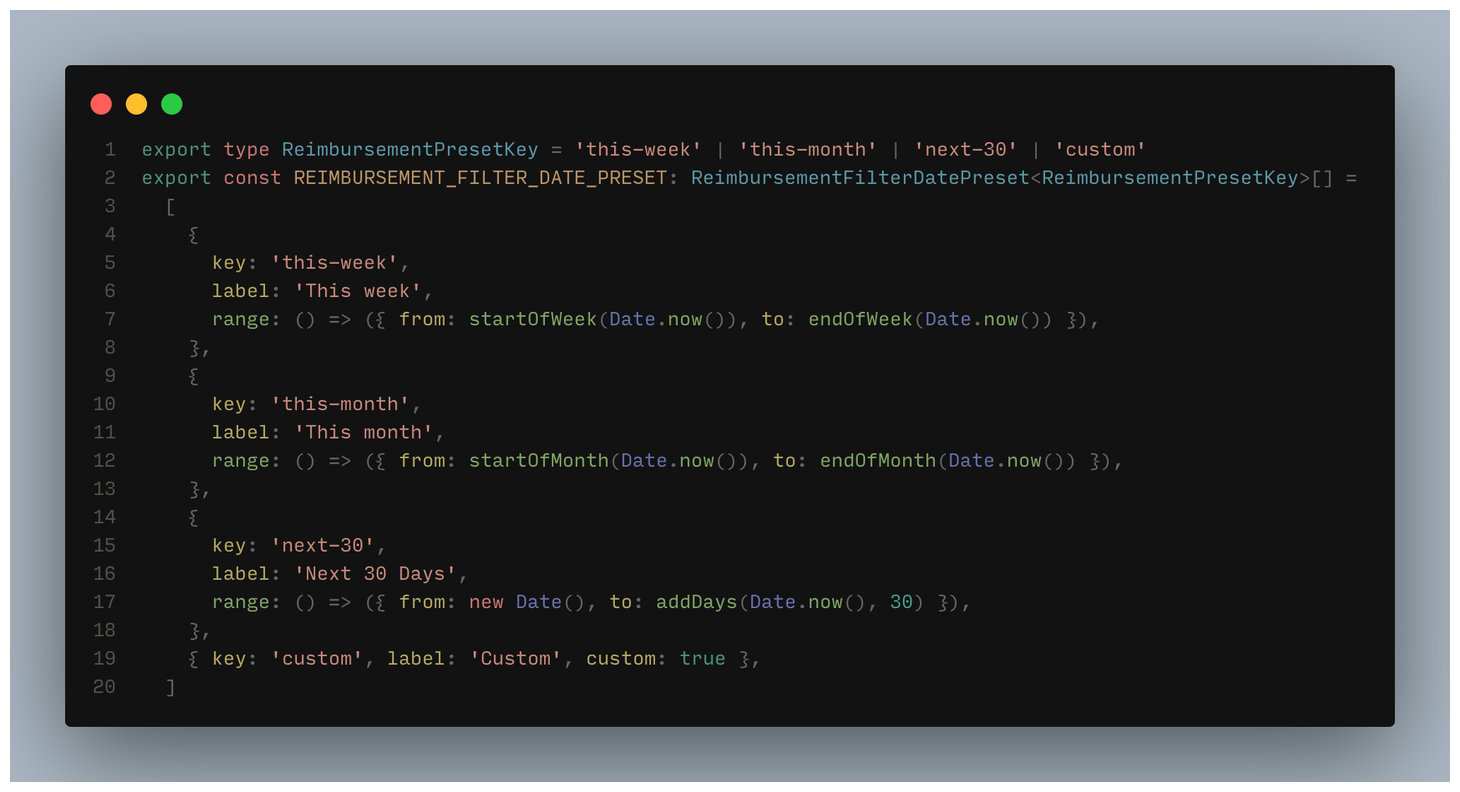 1 export type ReimbursementPresetKey = 'this-week' | 'this-month' | 'next-30' | 'custom'
2 export const REIMBURSEMENT_FILTER_DATE_PRESET: ReimbursementFilterDatePreset<ReimbursementPresetKey>[] =
3   [
4     {
5       key: 'this-week',
6       label: 'This week',
7       range: () => ({ from: startOfWeek(Date.now()), to: endOfWeek(Date.now()) }),
8     },
9     {
10       key: 'this-month',
11       label: 'This month',
12       range: () => ({ from: startOfMonth(Date.now()), to: endOfMonth(Date.now()) }),
13     },
14     {
15       key: 'next-30',
16       label: 'Next 30 Days',
17       range: () => ({ from: new Date(), to: addDays(Date.now(), 30) }),
18     },
19     { key: 'custom', label: 'Custom', custom: true },
20   ]